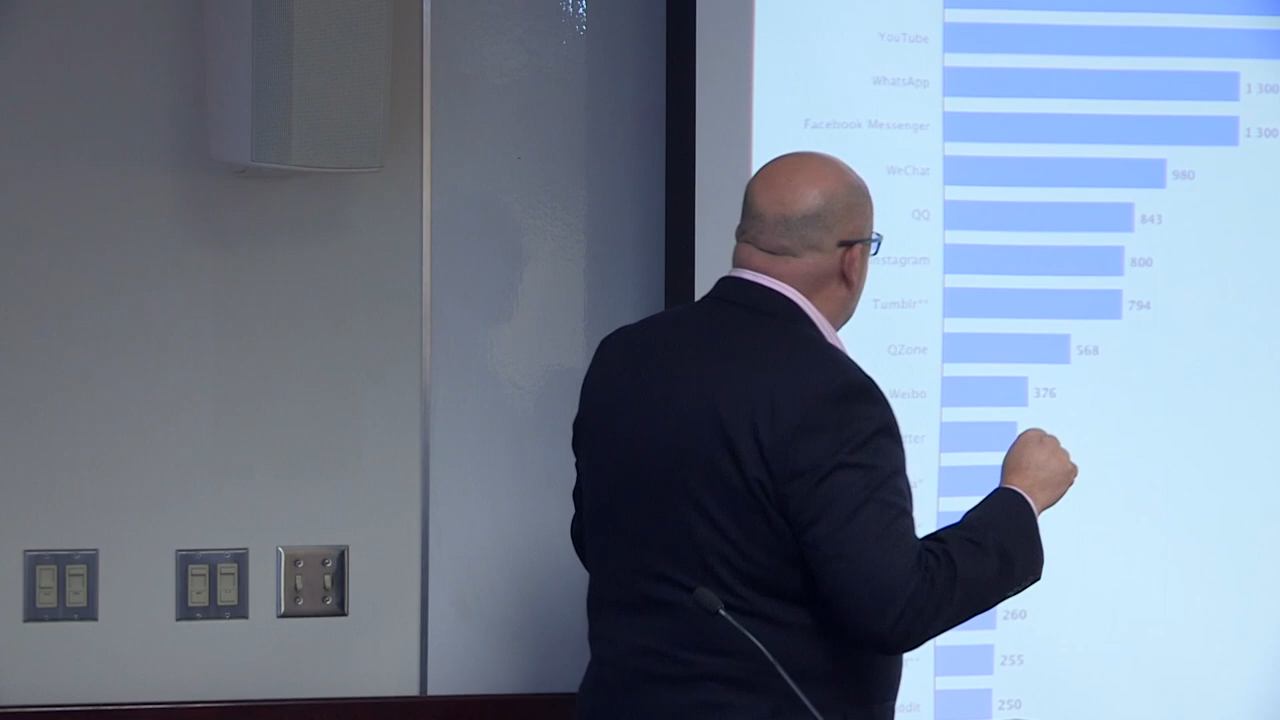 YouTube
WhatsApp 1 300
Facebook Messenger 1 300
WeChat 980
QQ 843
nstagram 800
Tumblr** 794
QZone 568
Weibo 376
260
255
250